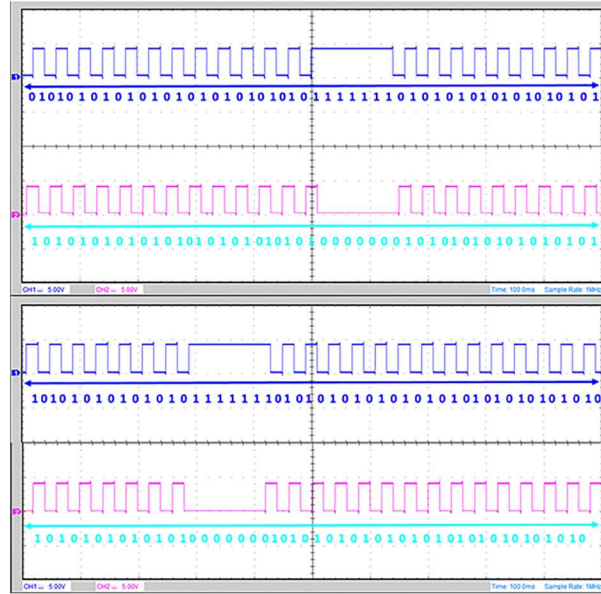 0 1010 1 0 1 0 1 0 1 0 1 0 1 0 1 0 1 0 1 0 1 0 1 1 1 1 1 1 0 1 0 1 0 1 0 1 0 1 0 1 0 1 0 1
1 0 1 0 1 0 1 0 1 0 1 0 1 0 1 0 1 0 1 0 1 0 1 0 1 0 0 0 0 0 0 0 1 0 1 0 1 0 1 0 1 0 1 0 1 0 1 0 1
CH1 5.00V CH2 5.00V Time: 100.0ms Sample Rate: 1MHz
1010 1 0 1 0 1 0 1 0 1 0 1 1 1 1 1 1 1 0 1 0 1 0 1 0 1 0 1 0 1 0 1 0 1 0 1 0 1 0 1 0 1 0 1 0 1 0
1 0 1 0 1 0 1 0 1 0 1 0 1 0 0 0 0 0 0 0 1 0 1 0 1 0 1 0 1 0 1 0 1 0 1 0 1 0 1 0 1 0 1 0 1 0 1 0
CH1 5.00V CH2 5.00V Time: 100.0ms Sample Rate: 1MHz